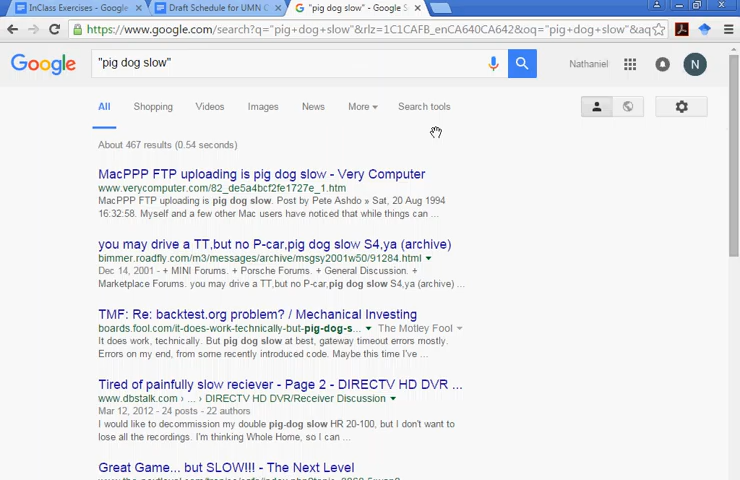 InClass Exercises - Google
Draft Schedule for UMN C
"pig dog slow" - Google S
https://www.google.com/search?q="pig+dog+slow"&rlz=1C1CAFB_enCA640CA642&oq="pig+dog+slow"&aq
Google
"pig dog slow"
Nathaniel
N
All
Shopping
Videos
Images
News
More
Search tools
About 467 results (0.54 seconds)
MacPPP FTP uploading is pig dog slow - Very Computer
www.verycomputer.com/82_de5a4bcf2fe1727e_1.htm
MacPPP FTP uploading is pig dog slow. Post by Pete Ashdo » Sat, 20 Aug 1994
16:32:58. Myself and a few other Mac users have noticed that while things can ...
you may drive a TT,but no P-car,pig dog slow S4,ya (archive)
bimmer.roadfly.com/m3/messages/archive/msgsy2001w50/91284.html
Dec 14, 2001 - + MINI Forums. + Porsche Forums. + General Discussion. +
Marketplace Forums. you may drive a TT,but no P-car,pig dog slow S4,ya (archive) ...
TMF: Re: backtest.org problem? / Mechanical Investing
boards.fool.com/it-does-work-technically-but-pig-dog-s... The Motley Fool
It does work, technically. But pig dog slow at best, gateway timeout errors mostly.
Errors on my end, from some recently introduced code. Maybe this time I've ...
Tired of painfully slow reciever - Page 2 - DIRECTV HD DVR ...
www.dbstalk.com › ... › DIRECTV HD DVR/Receiver Discussion
Mar 12, 2012 - 24 posts - 22 authors
I would like to decommission my double pig-dog slow HR 20-100, but I don't want to
lose all the recordings. I'm thinking Whole Home, so I can ...
Great Game... but SLOW!!! - The Next Level